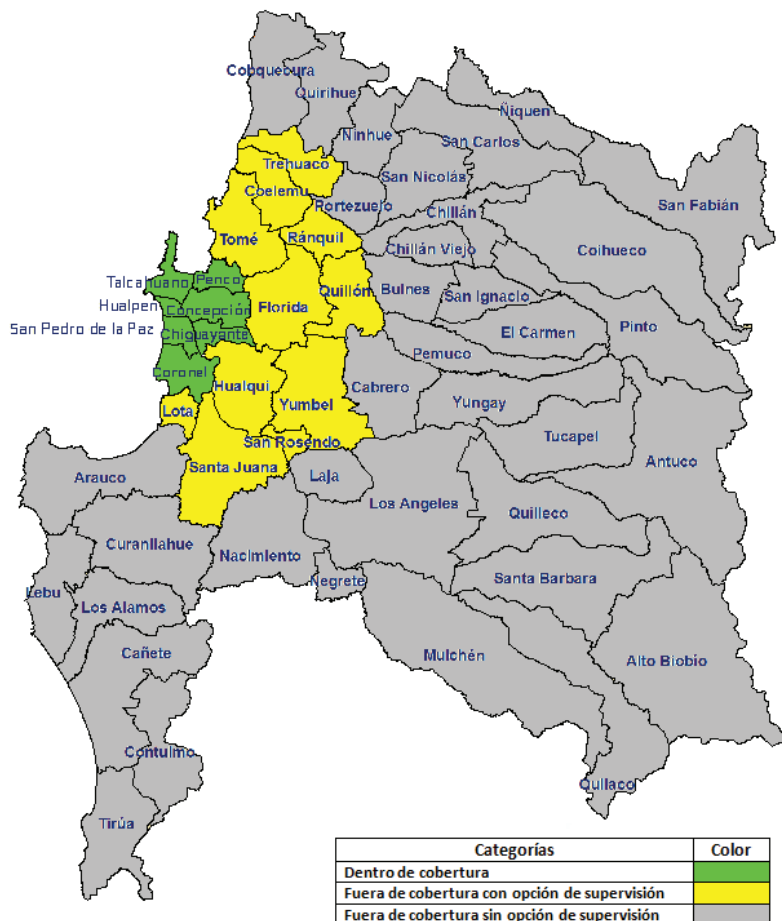 Cobquecura
Quirihue
Ñiquen
Ninhue
San Carlos
Trehuaco
San Nicolás
Coelemu
Portezuelo
San Fabián
Chillán
Tomé
Ránquil
Chillán Viejo
Coihueco
Talcahuano
Penco
Quillón
Bulnes
San Ignacio
Hualpen
Concepción
Florida
San Pedro de la Paz
Chiguayante
El Carmen
Pinto
Pemuco
Coronel
Hualqui
Cabrero
Lota
Yumbel
Yungay
San Rosendo
Tucapel
Santa Juana
Laja
Antuco
Arauco
Los Angeles
Quilleco
Curanilahue
Nacimiento
Negrete
Santa Barbara
Lebu
Los Alamos
Cañete
Mulchén
Alto Biobio
Contulmo
Quilaco
Tirúa
Categorías Color
Dentro de cobertura
Fuera de cobertura con opción de supervisión
Fuera de cobertura sin opción de supervisión